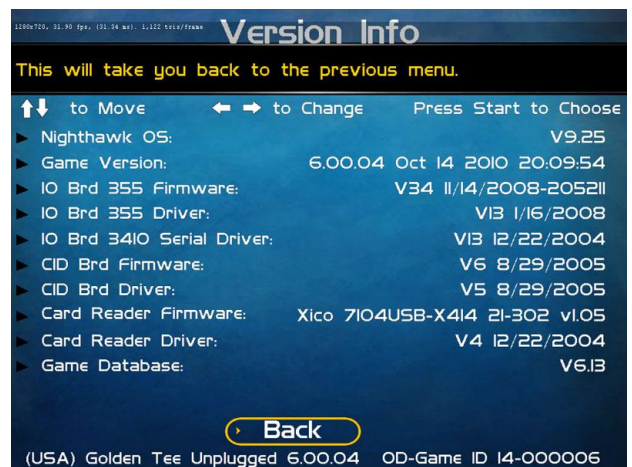 1280x720, 31.90 fps, (31.34 ms). 1,122 tris/frame
Version Info
This will take you back to the previous menu.
to Move to Change Press Start to Choose
Nighthawk OS: V9.25
Game Version: 6.00.04 Oct 14 2010 20:09:54
IO Brd 355 Firmware: V34 11/14/2008-205211
IO Brd 355 Driver: V13 1/16/2008
IO Brd 3410 Serial Driver: V13 12/22/2004
CID Brd Firmware: V6 8/29/2005
CID Brd Driver: V5 8/29/2005
Card Reader Firmware: Xico 7104USB-X414 21-302 v1.05
Card Reader Driver: V4 12/22/2004
Game Database: V6.13
Back
(USA) Golden Tee Unplugged 6.00.04 OD-Game ID 14-000006